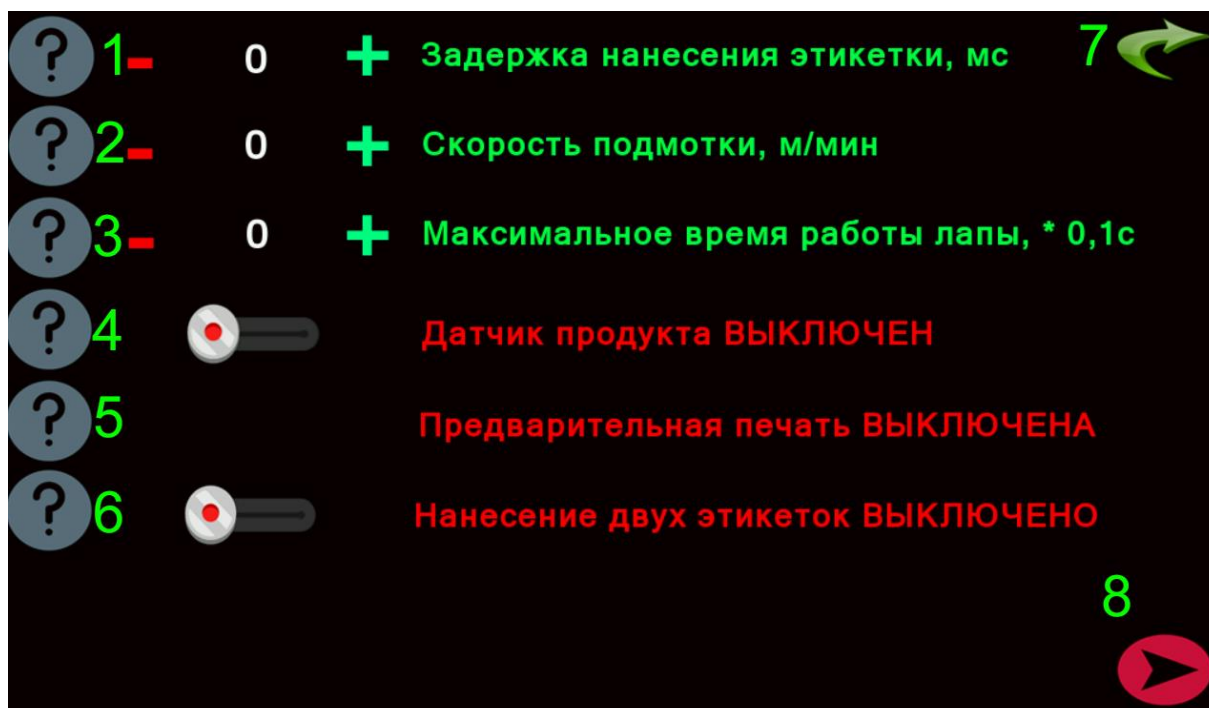 ? 1 - 0 + Задержка нанесения этикетки, мс 7
? 2 - 0 + Скорость подмотки, м/мин
? 3 - 0 + Максимальное время работы лапы, * 0,1с
? 4 Датчик продукта ВЫКЛЮЧЕН
? 5 Предварительная печать ВЫКЛЮЧЕНА
? 6 Нанесение двух этикеток ВЫКЛЮЧЕНО
8